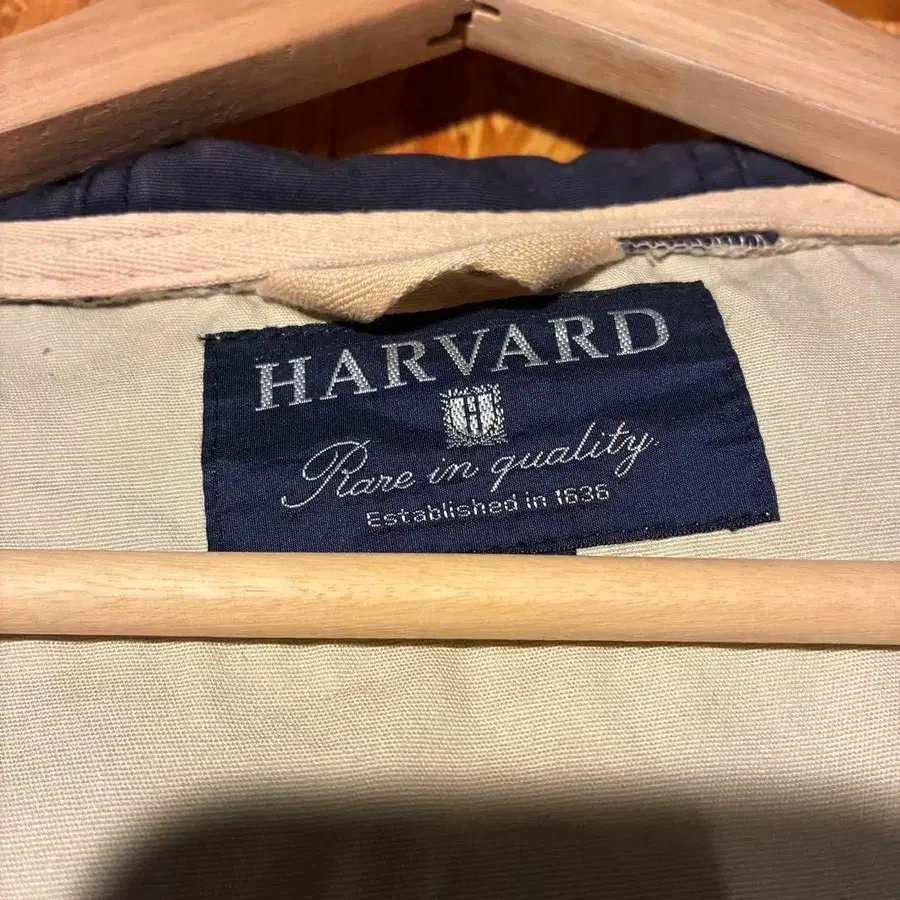 HARVARD
H
Rare in quality
Established in 1636